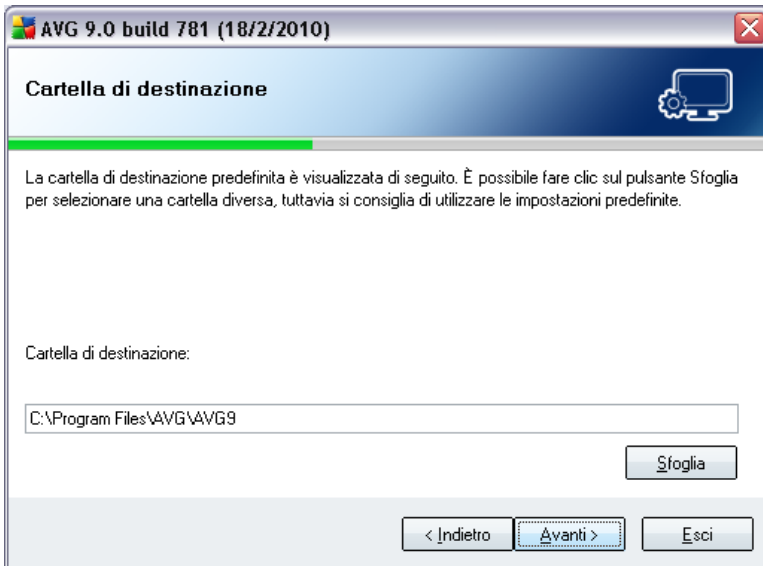 AVG 9.0 build 781 (18/2/2010)
Cartella di destinazione
La cartella di destinazione predefinita è visualizzata di seguito. È possibile fare clic sul pulsante Sfoglia
per selezionare una cartella diversa, tuttavia si consiglia di utilizzare le impostazioni predefinite.
Cartella di destinazione:
C:\Program Files\AVG\AVG9
Sfoglia
< Indietro Avanti > Esci